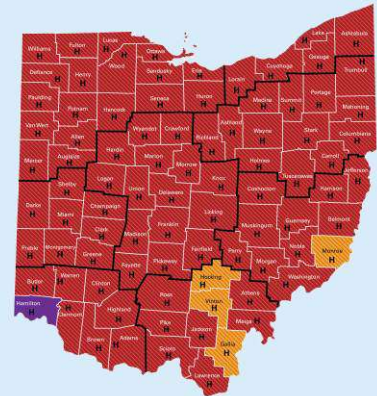 Williams
H
Fulton
H
Lucas
H
Ottawa
H
Lake
H
Ashtabula
H
Defiance
H
Henry
H
Wood
H
Sandusky
H
Erie
H
Lorain
H
Cuyahoga
H
Geauga
H
Trumbull
H
Paulding
H
Putnam
H
Hancock
H
Seneca
H
Huron
H
Medina
H
Summit
H
Portage
H
Mahoning
H
Van Wert
H
Allen
H
Wyandot
H
Crawford
H
Richland
H
Ashland
H
Wayne
H
Stark
H
Columbiana
H
Mercer
H
Auglaize
H
Hardin
H
Marion
H
Morrow
H
Holmes
H
Tuscarawas
H
Carroll
H
Jefferson
H
Shelby
H
Logan
H
Union
H
Delaware
H
Knox
H
Coshocton
H
Harrison
H
Darke
H
Miami
H
Champaign
H
Clark
H
Madison
H
Franklin
H
Licking
H
Muskingum
H
Guernsey
H
Belmont
H
Preble
H
Montgomery
H
Greene
H
Fayette
H
Pickaway
H
Fairfield
H
Perry
H
Morgan
H
Noble
H
Monroe
H
Butler
H
Warren
H
Clinton
H
Ross
H
Hocking
H
Vinton
H
Athens
H
Washington
H
Hamilton
H
Clermont
H
Brown
H
Highland
H
Adams
H
Pike
H
Scioto
H
Jackson
H
Meigs
H
Gallia
H
Lawrence
H